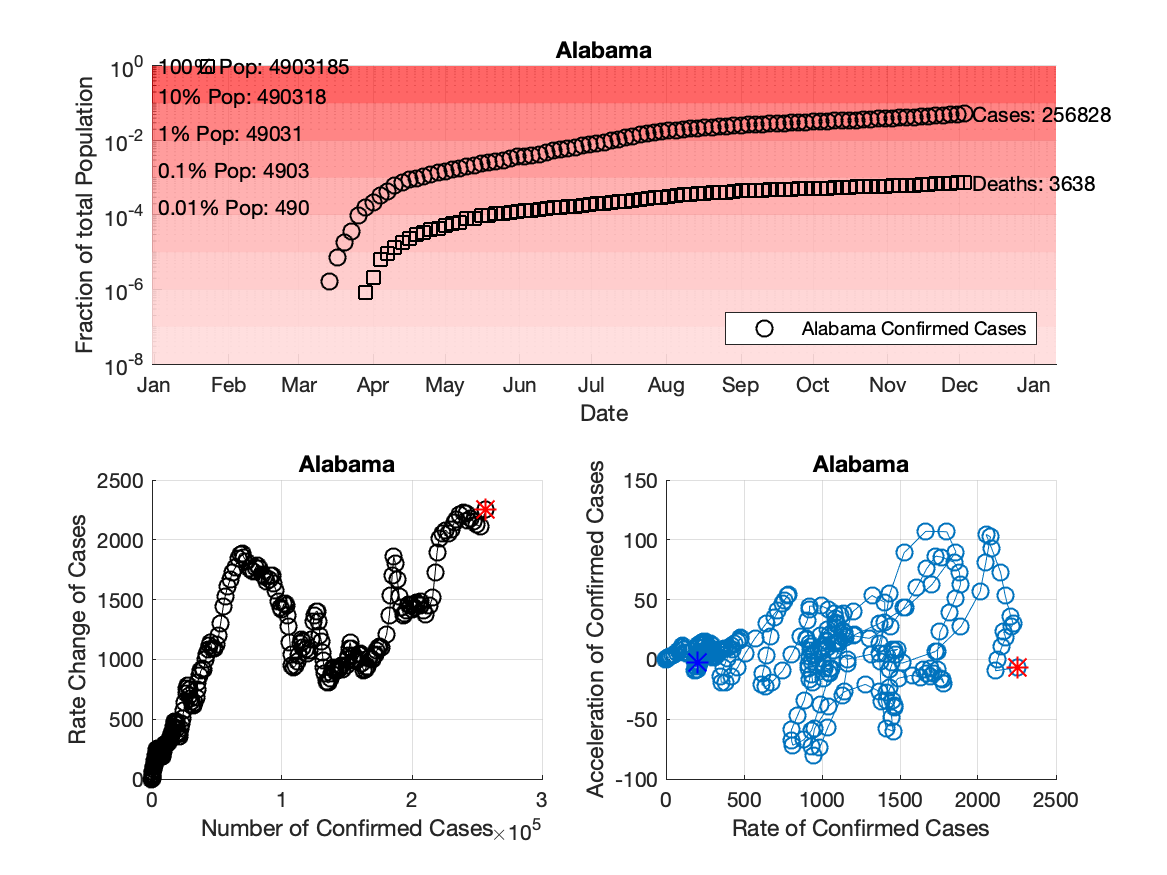 Alabama
Fraction of total Population
10^0
10^-2
10^-4
10^-6
10^-8
100% Pop: 4903185
10% Pop: 490318
1% Pop: 49031
0.1% Pop: 4903
0.01% Pop: 490
Cases: 256828
Deaths: 3638
Alabama Confirmed Cases
Jan Feb Mar Apr May Jun Jul Aug Sep Oct Nov Dec Jan
Date
Alabama
Rate Change of Cases
2500
2000
1500
1000
500
0
0 1 2 3
Number of Confirmed Cases ×10^5
Alabama
Acceleration of Confirmed Cases
150
100
50
0
-50
-100
0 500 1000 1500 2000 2500
Rate of Confirmed Cases